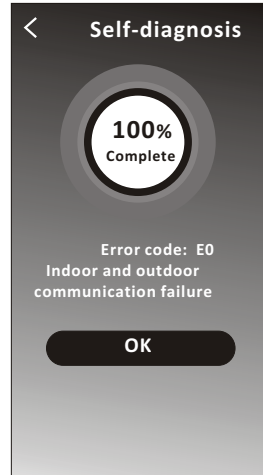 Self-diagnosis
100%
Complete
Error code: E0
Indoor and outdoor
communication failure
OK